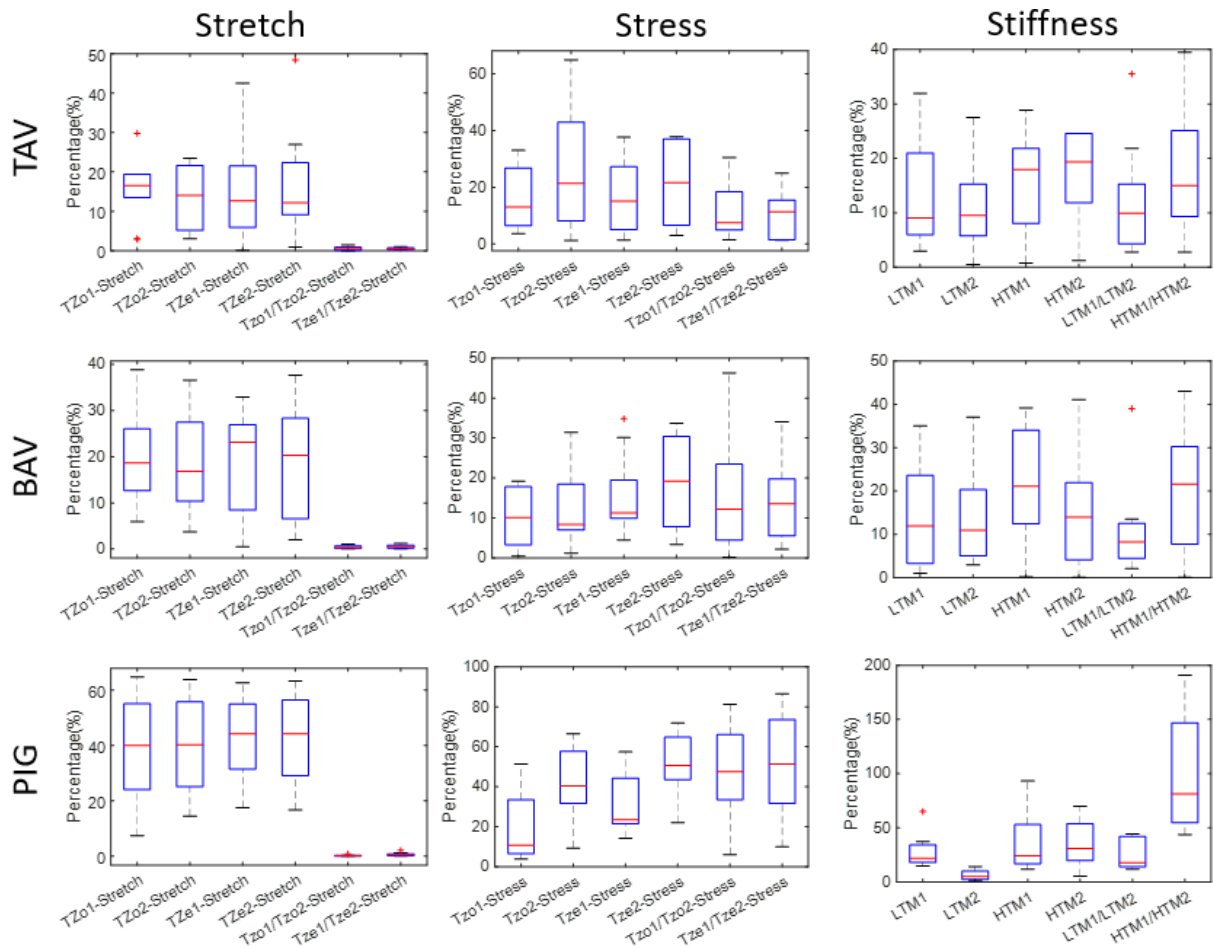 Stretch
Stress
Stiffness
TAV
Percentage(%)
50
40
30
20
10
0
TZo1-Stretch
TZo2-Stretch
TZe1-Stretch
TZe2-Stretch
Tzo1/Tzo2-Stretch
Tze1/Tze2-Stretch
Percentage(%)
60
40
20
0
Tzo1-Stress
Tzo2-Stress
Tze1-Stress
Tze2-Stress
Tzo1/Tzo2-Stress
Tze1/Tze2-Stress
Percentage(%)
40
30
20
10
0
LTM1
LTM2
HTM1
HTM2
LTM1/LTM2
HTM1/HTM2
BAV
Percentage(%)
40
30
20
10
0
TZo1-Stretch
TZo2-Stretch
TZe1-Stretch
TZe2-Stretch
Tzo1/Tzo2-Stretch
Tze1/Tze2-Stretch
Percentage(%)
50
40
30
20
10
0
Tzo1-Stress
Tzo2-Stress
Tze1-Stress
Tze2-Stress
Tzo1/Tzo2-Stress
Tze1/Tze2-Stress
Percentage(%)
50
40
30
20
10
0
LTM1
LTM2
HTM1
HTM2
LTM1/LTM2
HTM1/HTM2
PIG
Percentage(%)
60
40
20
0
TZo1-Stretch
TZo2-Stretch
TZe1-Stretch
TZe2-Stretch
Tzo1/Tzo2-Stretch
Tze1/Tze2-Stretch
Percentage(%)
100
80
60
40
20
0
Tzo1-Stress
Tzo2-Stress
Tze1-Stress
Tze2-Stress
Tzo1/Tzo2-Stress
Tze1/Tze2-Stress
Percentage(%)
200
150
100
50
0
LTM1
LTM2
HTM1
HTM2
LTM1/LTM2
HTM1/HTM2